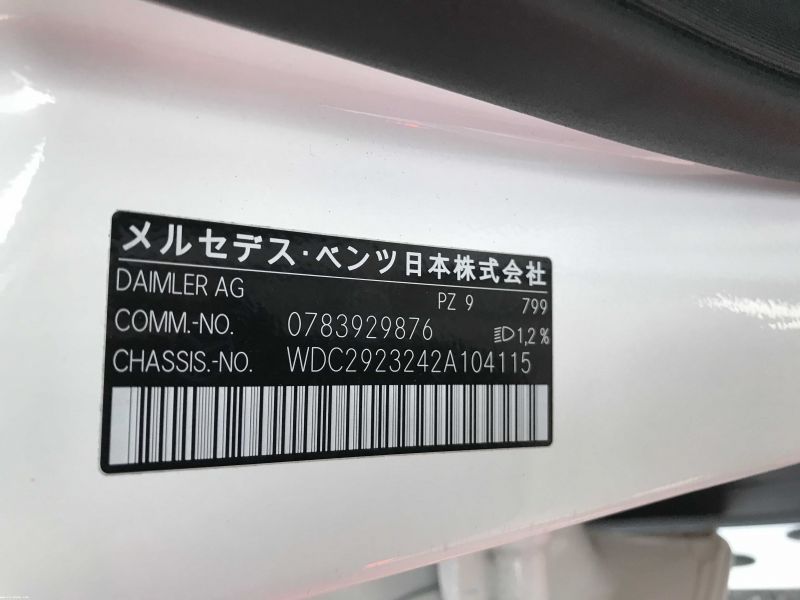 メルセデス・ベンツ日本株式会社
DAIMLER AG
PZ 9 799
COMM.-NO. 0783929876 1,2%
CHASSIS.-NO. WDC2923242A104115